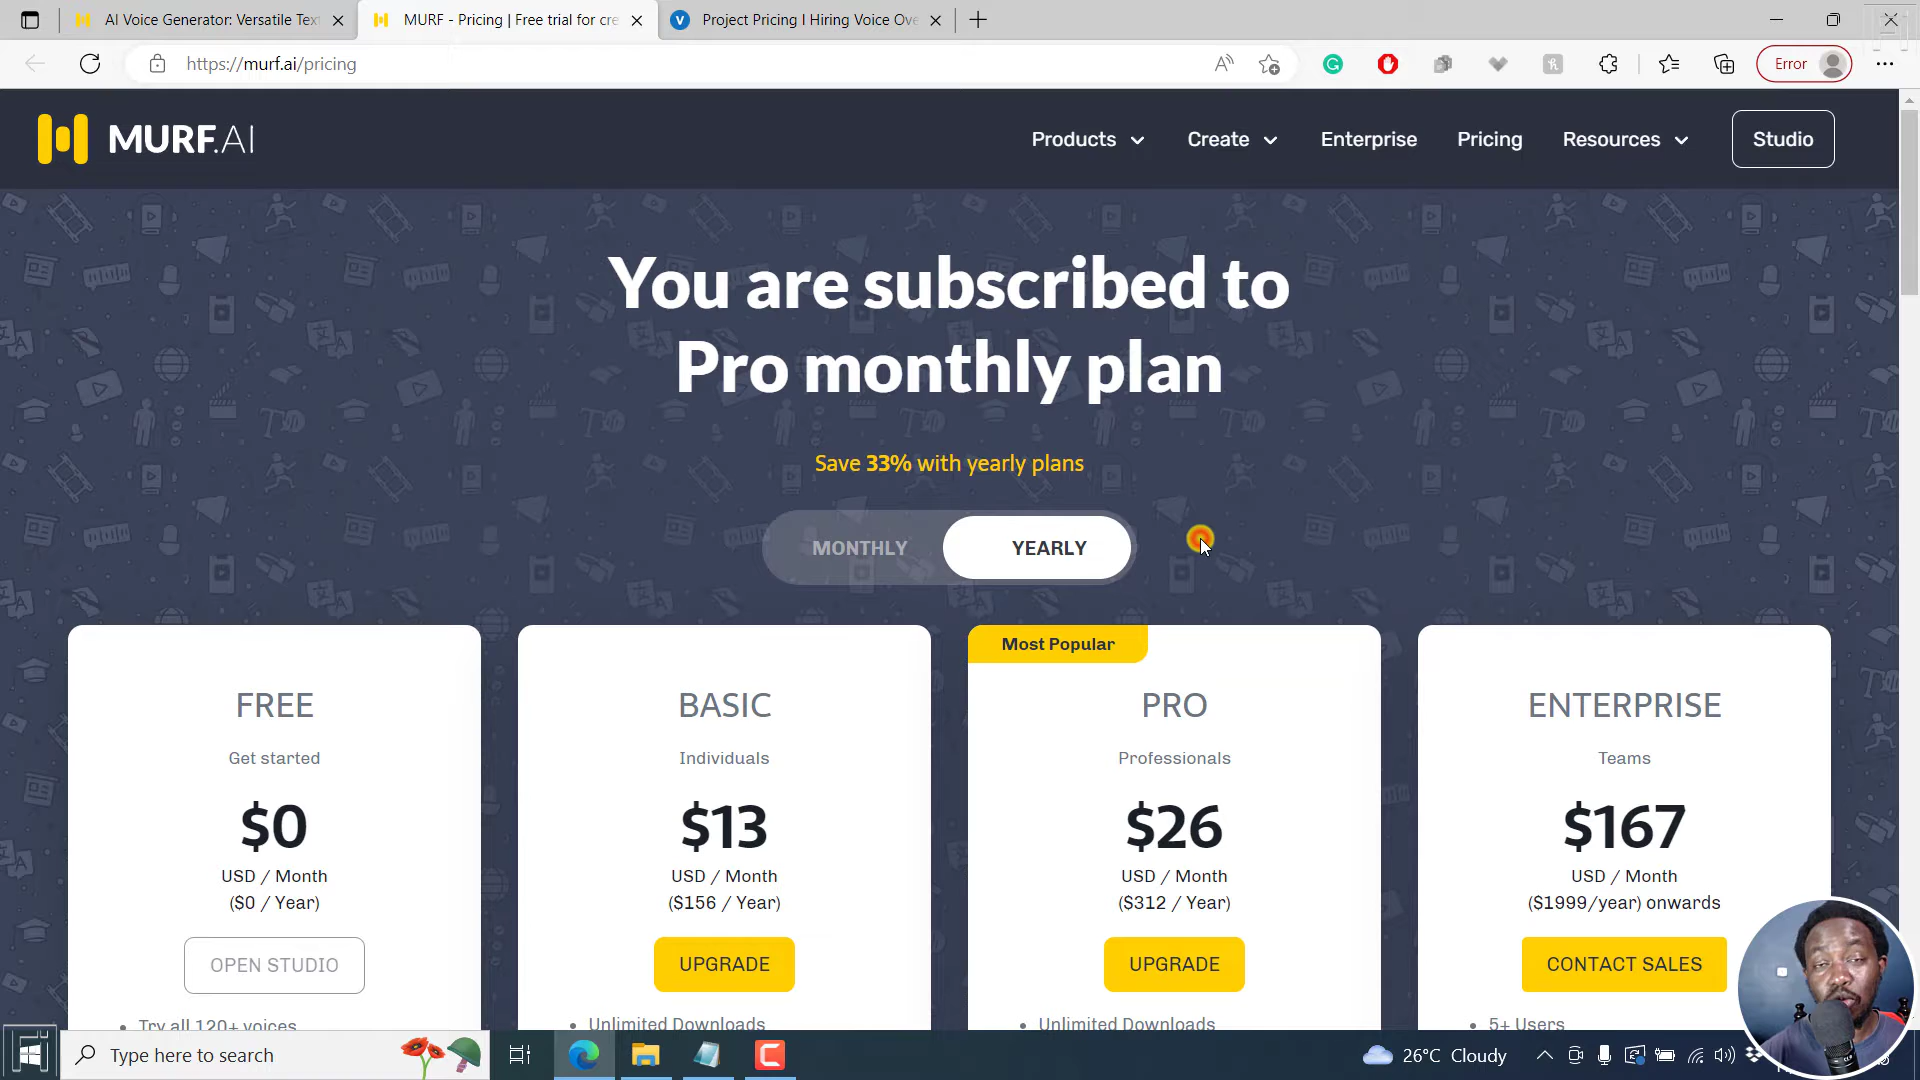 AI Voice Generator: Versatile Tex
MURF - Pricing | Free trial for cre
Project Pricing I Hiring Voice Ove
https://murf.ai/pricing
Error
MURF.AI
Products
Create
Enterprise
Pricing
Resources
Studio
You are subscribed to
Pro monthly plan
Save 33% with yearly plans
MONTHLY
YEARLY
FREE
Get started
$0
USD / Month
($0 / Year)
OPEN STUDIO
Try all 120+ voices
BASIC
Individuals
$13
USD / Month
($156 / Year)
UPGRADE
Unlimited Downloads
Most Popular
PRO
Professionals
$26
USD / Month
($312 / Year)
UPGRADE
Unlimited Downloads
ENTERPRISE
Teams
$167
USD / Month
($1999/year) onwards
CONTACT SALES
5+ Users
Type here to search
26°C Cloudy